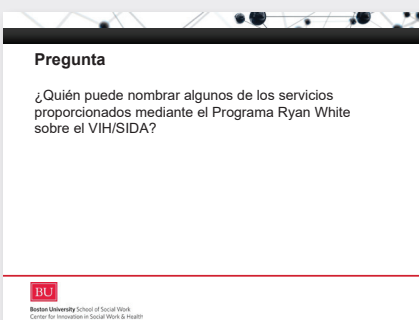 Pregunta
¿Quién puede nombrar algunos de los servicios
proporcionados mediante el Programa Ryan White
sobre el VIH/SIDA?
BU
Boston University School of Social Work
Center for Innovation in Social Work & Health